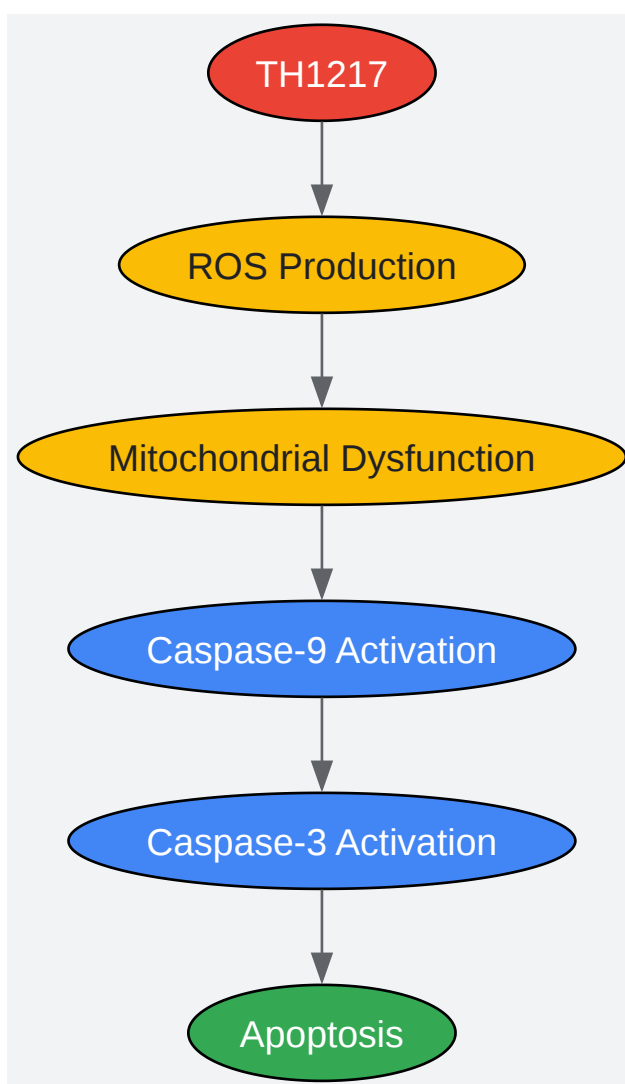 TH1217
ROS Production
Mitochondrial Dysfunction
Caspase-9 Activation
Caspase-3 Activation
Apoptosis